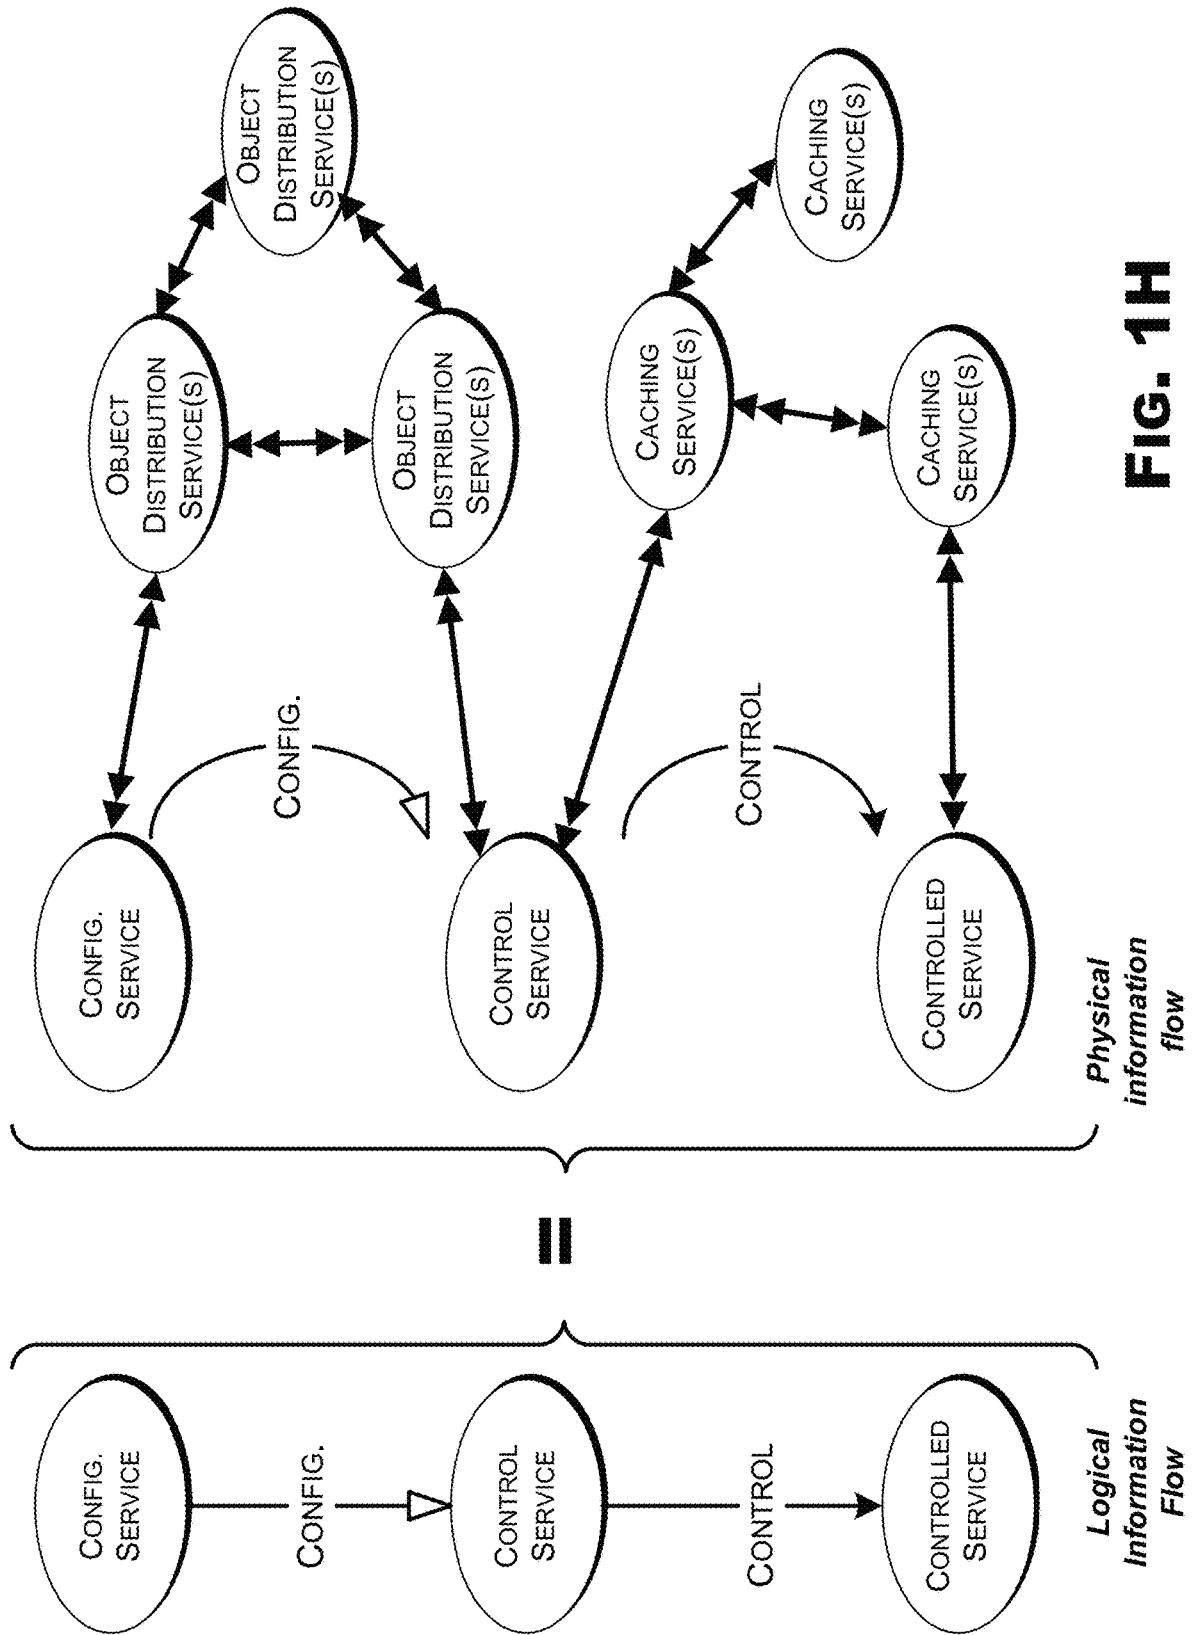 CONFIG.
SERVICE
CONFIG.
CONTROL
SERVICE
CONTROL
CONTROLLED
SERVICE
Logical
Information
Flow
=
CONFIG.
SERVICE
CONFIG.
CONTROL
SERVICE
CONTROL
CONTROLLED
SERVICE
Physical
information
flow
OBJECT
DISTRIBUTION
SERVICE(S)
OBJECT
DISTRIBUTION
SERVICE(S)
OBJECT
DISTRIBUTION
SERVICE(S)
CACHING
SERVICE(S)
CACHING
SERVICE(S)
CACHING
SERVICE(S)
FIG. 1H